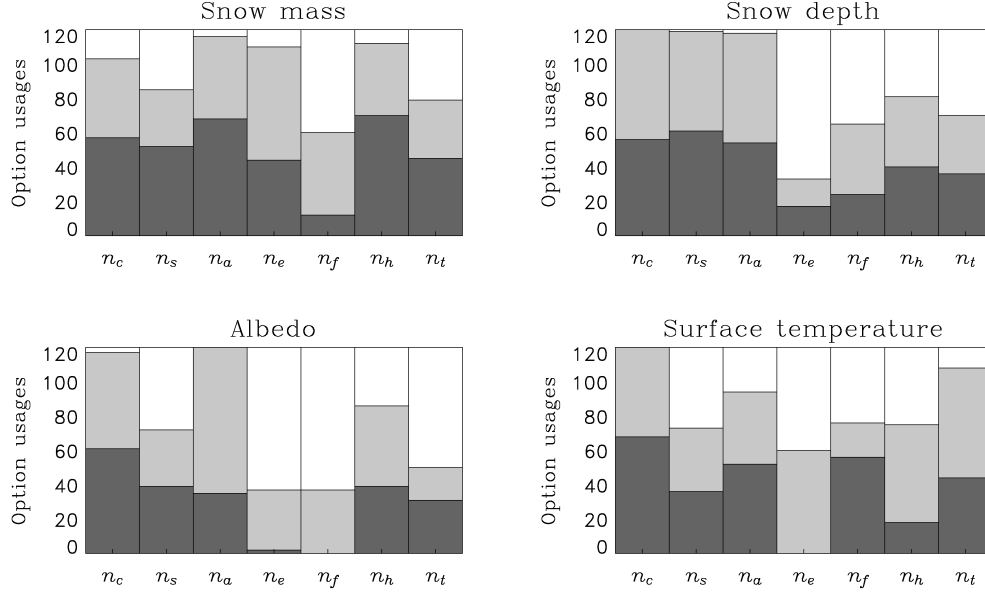 Snow mass
Option usages
120
100
80
60
40
20
0
n_c n_s n_a n_e n_f n_h n_t
Snow depth
Option usages
120
100
80
60
40
20
0
n_c n_s n_a n_e n_f n_h n_t
Albedo
Option usages
120
100
80
60
40
20
0
n_c n_s n_a n_e n_f n_h n_t
Surface temperature
Option usages
120
100
80
60
40
20
0
n_c n_s n_a n_e n_f n_h n_t